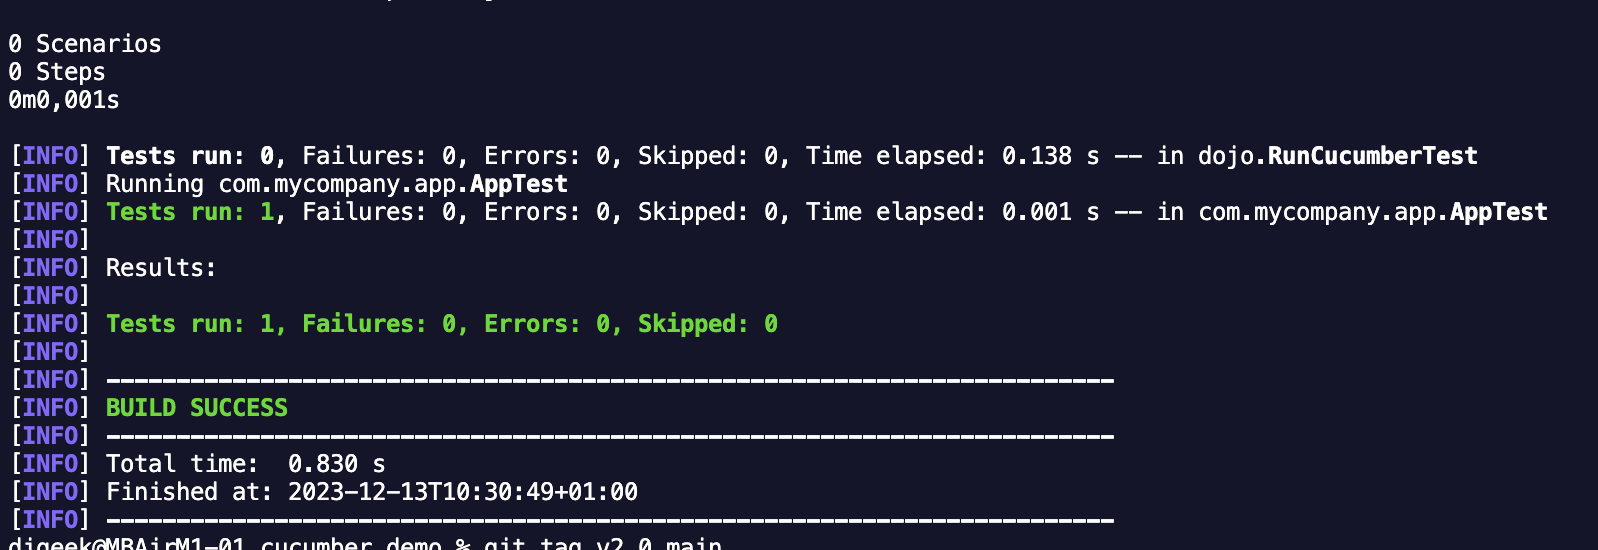 0 Scenarios
0 Steps
0m0,001s
[INFO] Tests run: 0, Failures: 0, Errors: 0, Skipped: 0, Time elapsed: 0.138 s -- in dojo.RunCucumberTest
[INFO] Running com.mycompany.app.AppTest
[INFO] Tests run: 1, Failures: 0, Errors: 0, Skipped: 0, Time elapsed: 0.001 s -- in com.mycompany.app.AppTest
[INFO]
[INFO] Results:
[INFO]
[INFO] Tests run: 1, Failures: 0, Errors: 0, Skipped: 0
[INFO]
[INFO] ------------------------------------------------------------------------
[INFO] BUILD SUCCESS
[INFO] ------------------------------------------------------------------------
[INFO] Total time:  0.830 s
[INFO] Finished at: 2023-12-13T10:30:49+01:00
[INFO] ------------------------------------------------------------------------
digeek@MBAirM1-01 cucumber demo % git tag v2.0 main